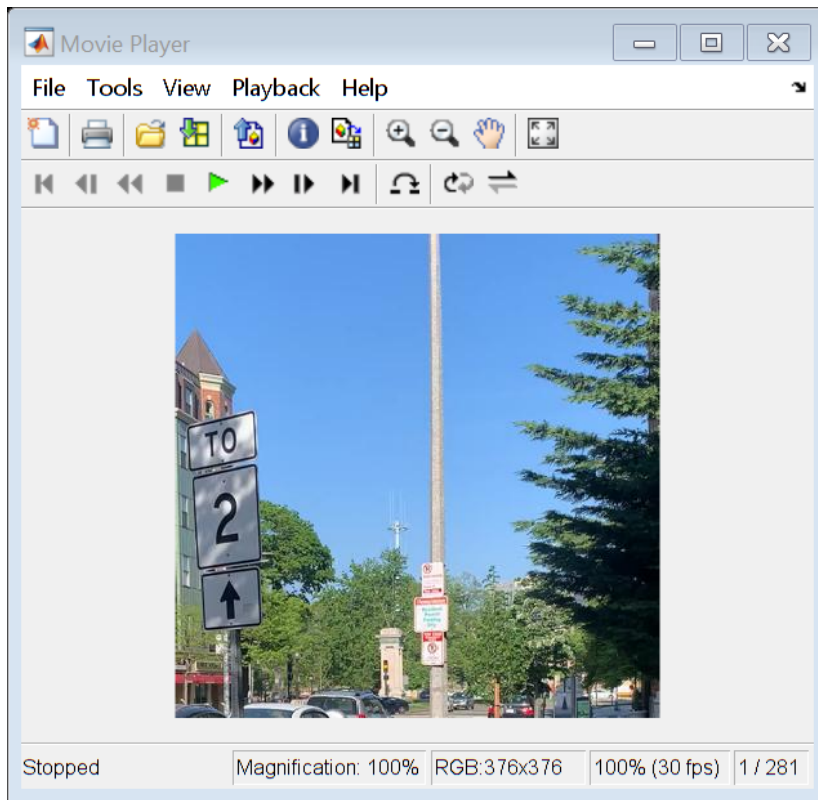 Movie Player
File Tools View Playback Help
TO
2
Stopped
Magnification: 100%
RGB:376x376
100% (30 fps)
1 / 281